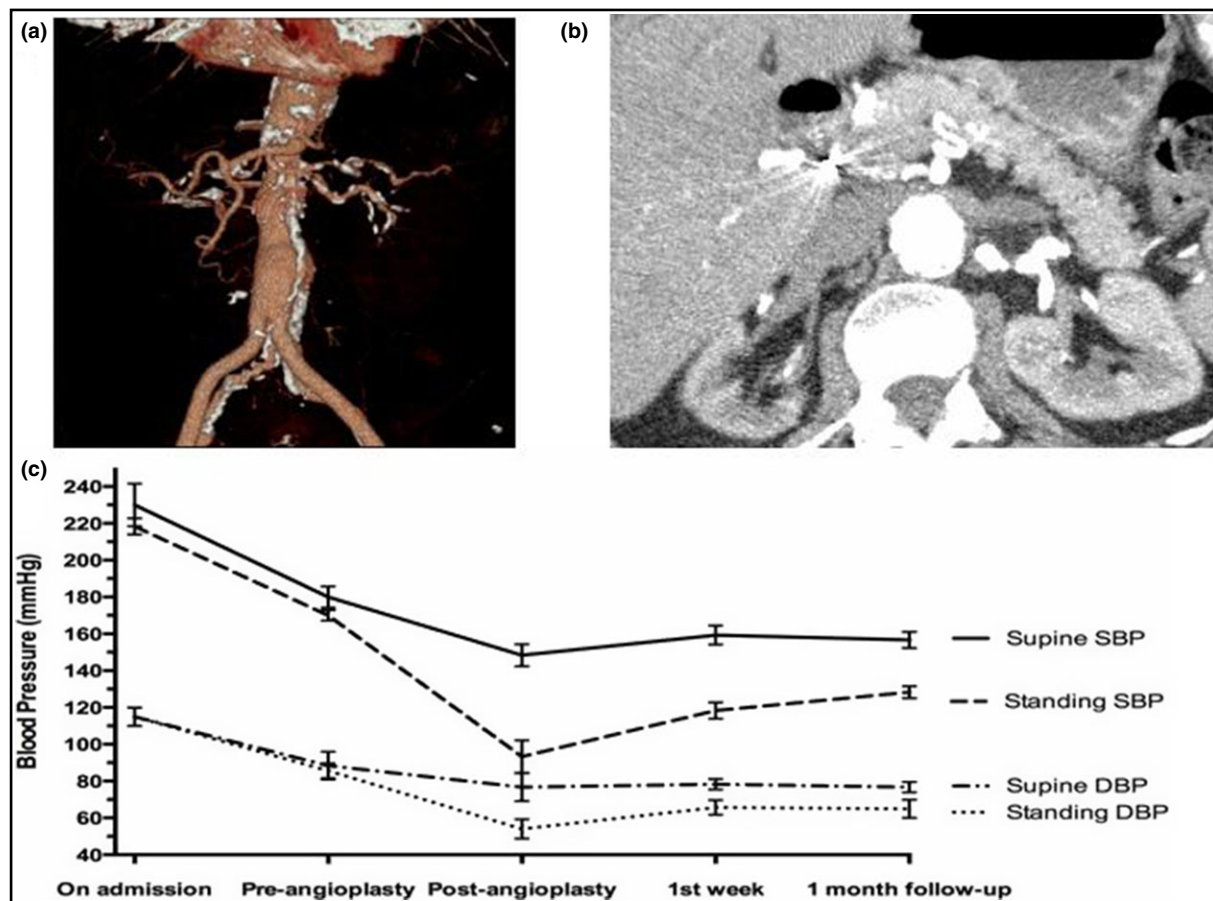 (a)
(b)
(c)
Blood Pressure (mmHg)
240
220
200
180
160
140
120
100
80
60
40
Supine SBP
Standing SBP
Supine DBP
Standing DBP
On admission Pre-angioplasty Post-angioplasty 1st week 1 month follow-up